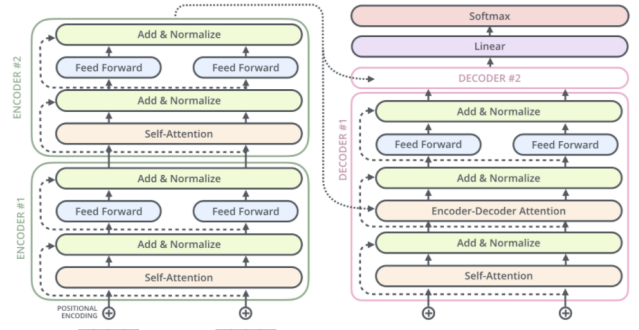 ENCODER #2
Add & Normalize
Feed Forward Feed Forward
Add & Normalize
Self-Attention
ENCODER #1
Add & Normalize
Feed Forward Feed Forward
Add & Normalize
Self-Attention
POSITIONAL
ENCODING
Softmax
Linear
DECODER #2
DECODER #1
Add & Normalize
Feed Forward Feed Forward
Add & Normalize
Encoder-Decoder Attention
Add & Normalize
Self-Attention